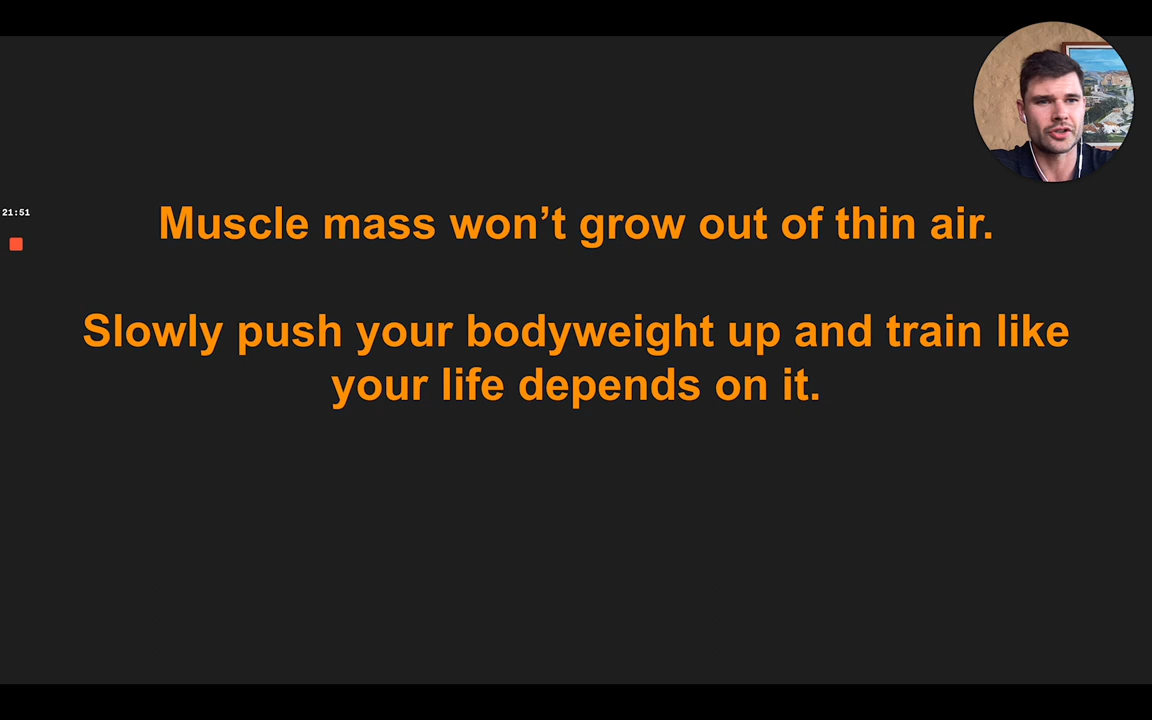 21:51
Muscle mass won’t grow out of thin air.
Slowly push your bodyweight up and train like
your life depends on it.